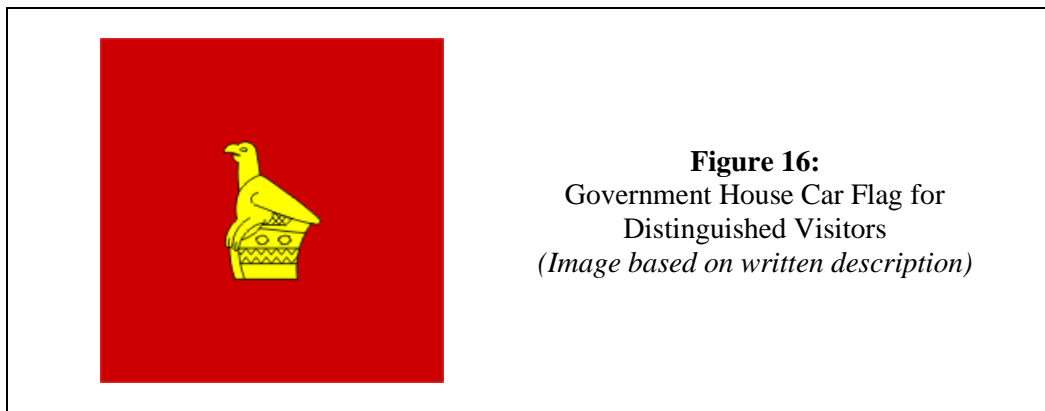 Figure 16:
Government House Car Flag for
Distinguished Visitors
(Image based on written description)